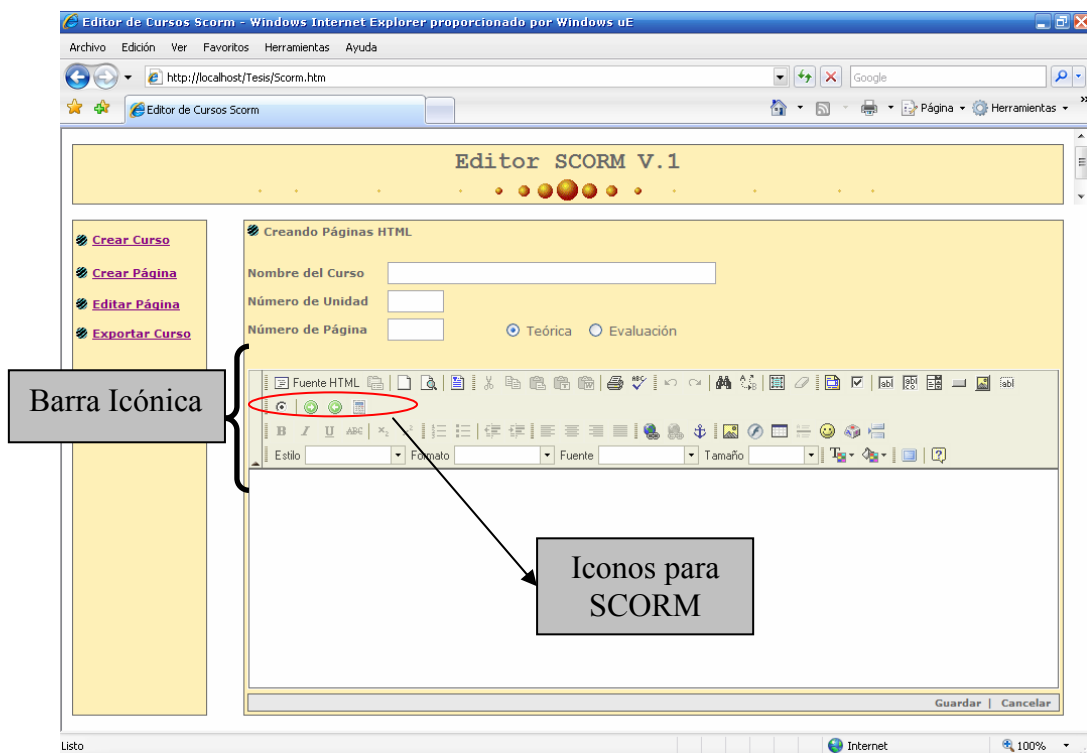 Editor de Cursos Scorm - Windows Internet Explorer proporcionado por Windows uE
Archivo Edición Ver Favoritos Herramientas Ayuda
http://localhost/Tesis/Scorm.htm
Google
Editor de Cursos Scorm
Página
Herramientas
Editor SCORM V.1
Crear Curso
Crear Página
Editar Página
Exportar Curso
Creando Páginas HTML
Nombre del Curso
Número de Unidad
Número de Página
Teórica Evaluación
Barra Icónica
Fuente HTML
B I U ABC
Estilo Formato Fuente Tamaño
Iconos para
SCORM
Guardar | Cancelar
Listo
Internet
100%